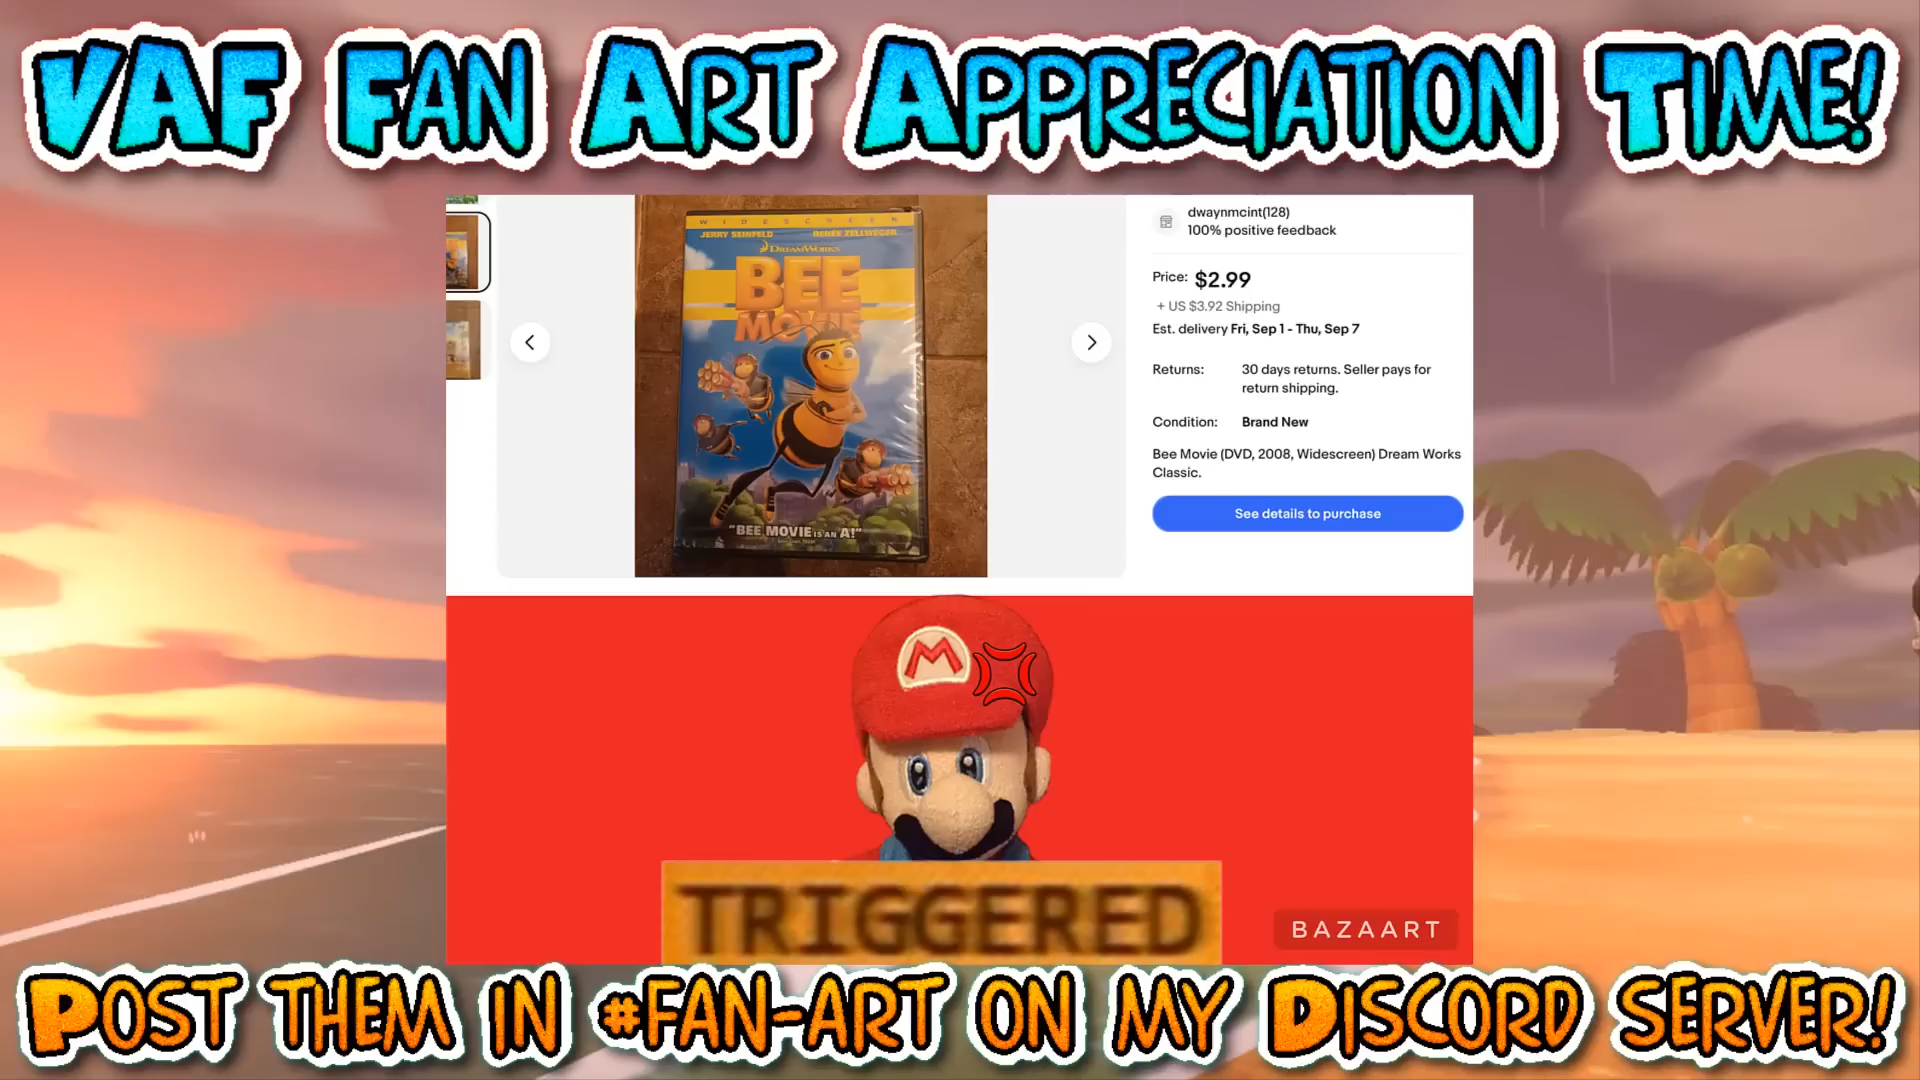 VAF FAN ART APPRECIATION TIME!
dwaynmcint(128)
100% positive feedback
WIDESCREEN
JERRY SEINFELD RENÉE ZELLWEGER
DREAMWORKS
BEE
MOVIE
"BEE MOVIE IS AN A!"
Price: $2.99
+ US $3.92 Shipping
Est. delivery Fri, Sep 1 - Thu, Sep 7
Returns: 30 days returns. Seller pays for
return shipping.
Condition: Brand New
Bee Movie (DVD, 2008, Widescreen) Dream Works
Classic.
See details to purchase
M
TRIGGERED
BAZAART
POST THEM IN #FAN-ART ON MY DISCORD SERVER!